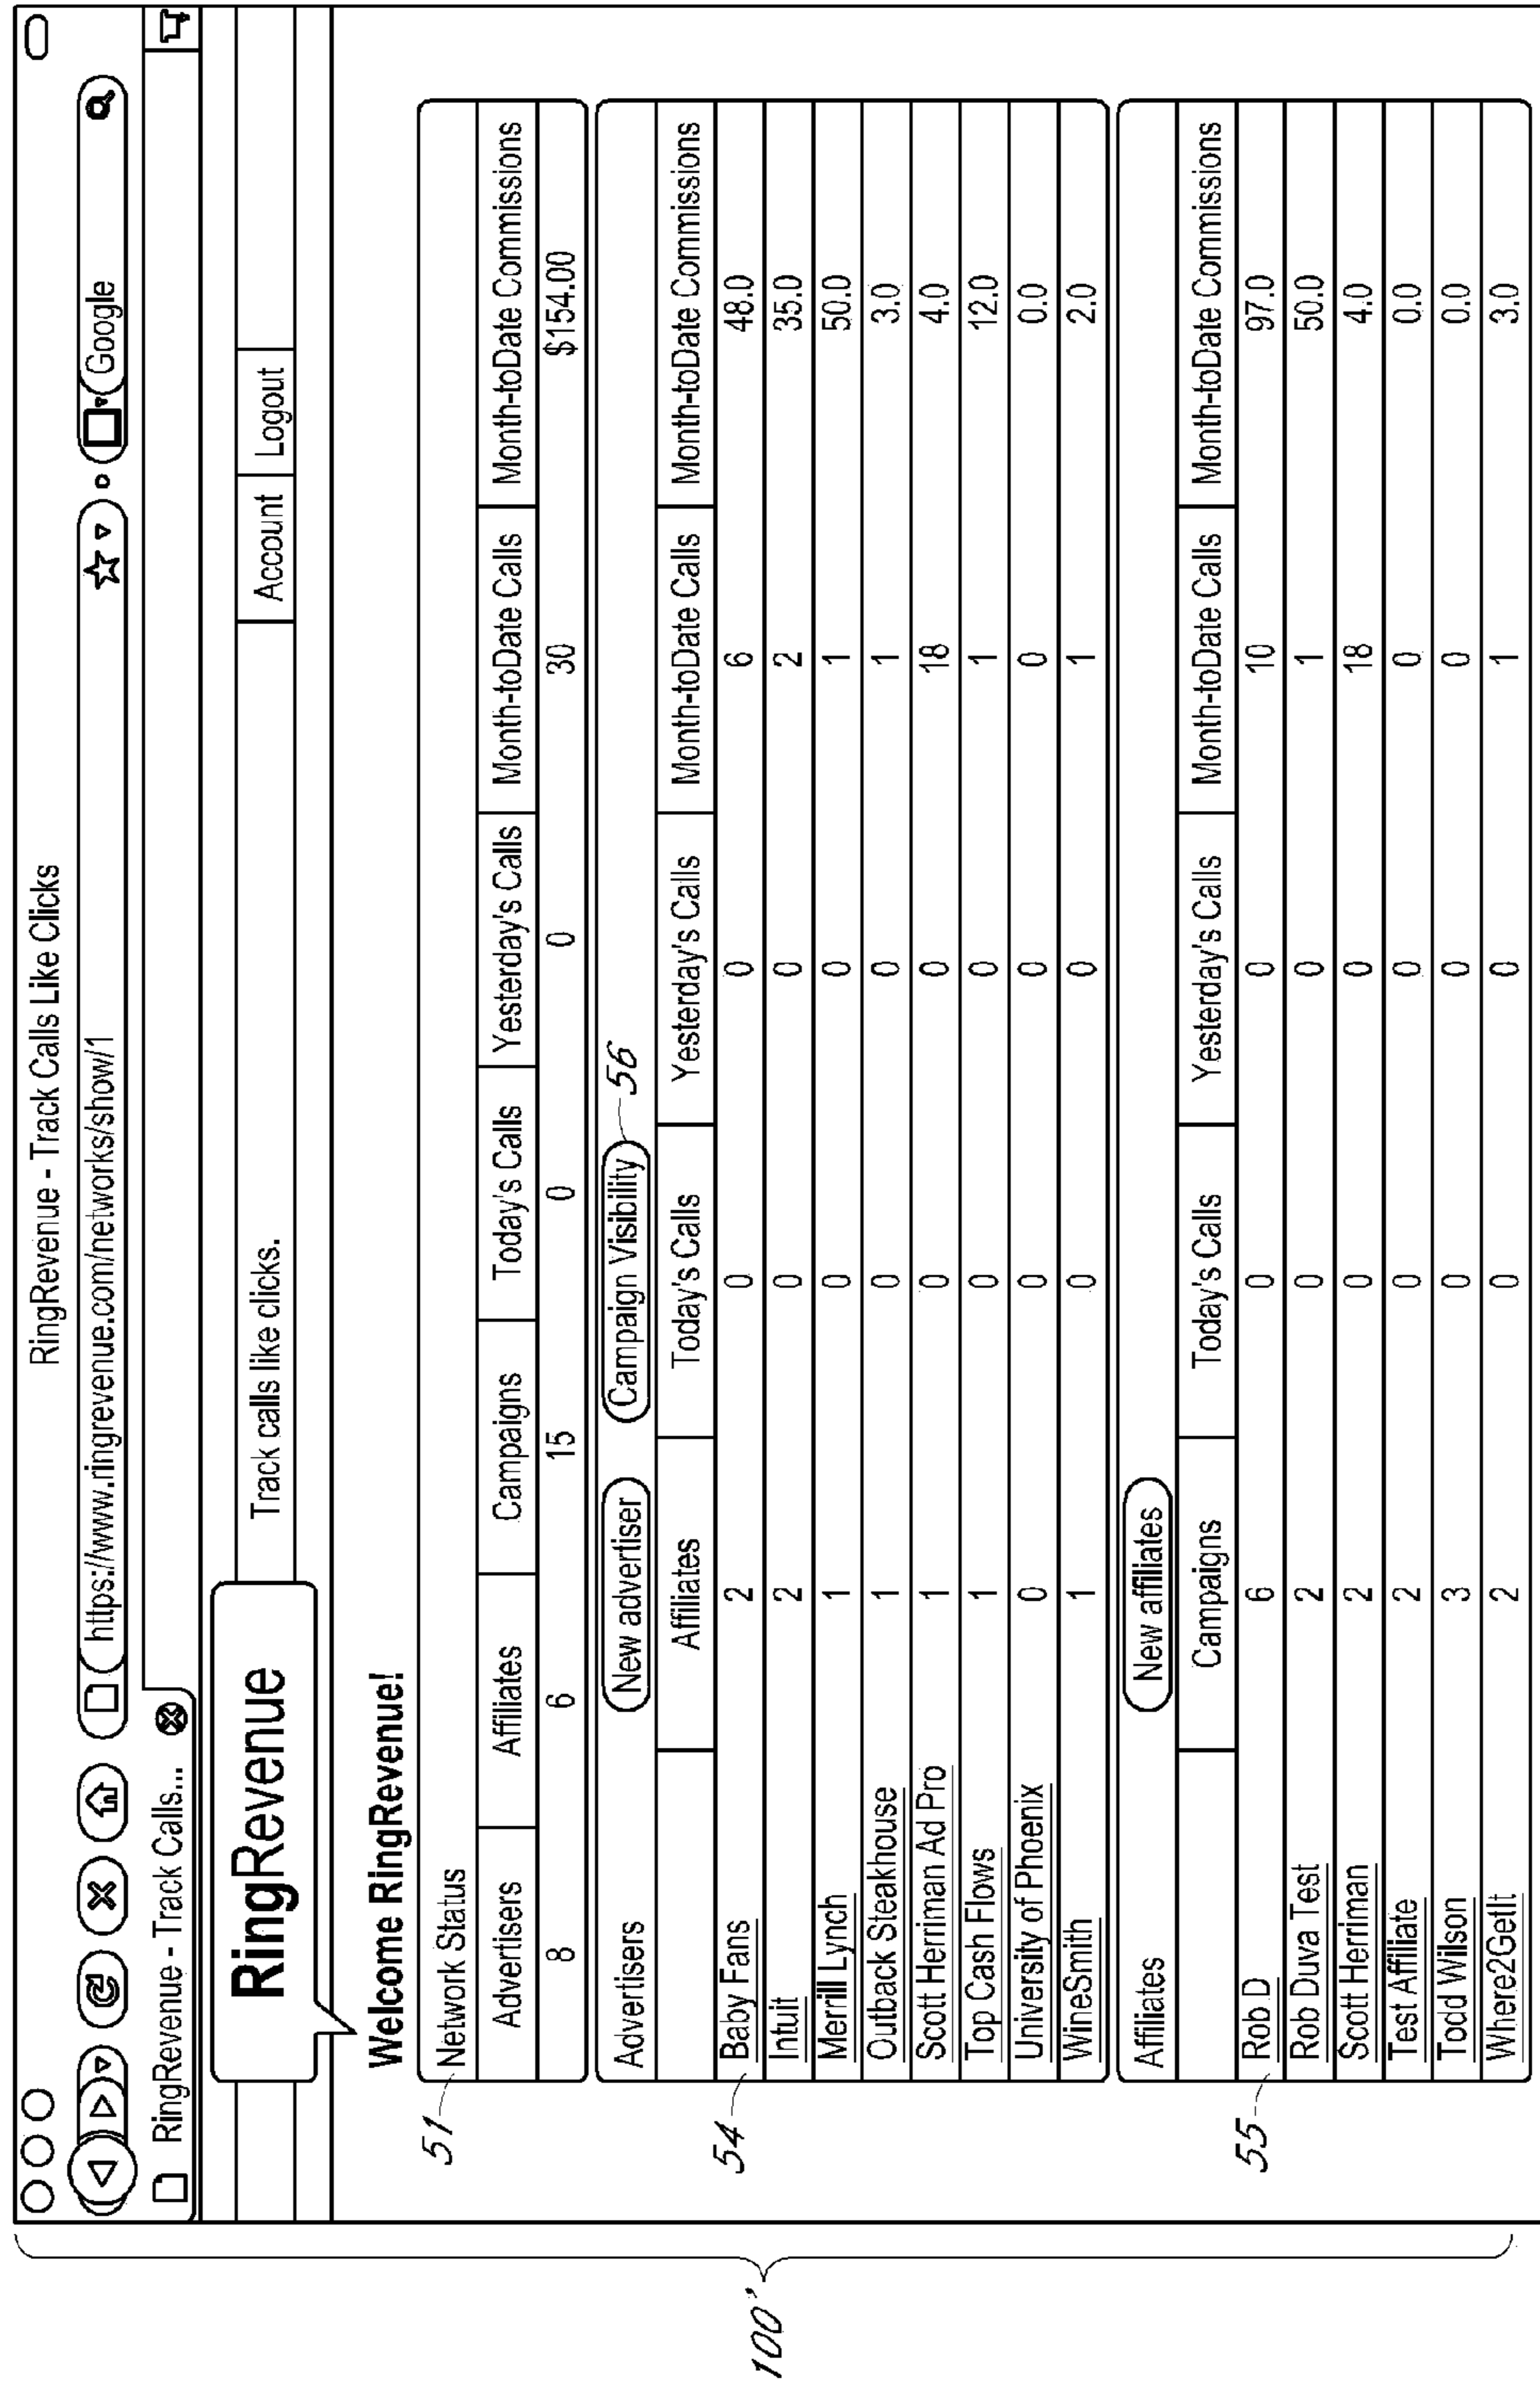 RingRevenue - Track Calls Like Clicks
https://www.ringrevenue.com/networks/show/1
Google
RingRevenue - Track Calls...
RingRevenue
Track calls like clicks.
Account Logout
Welcome RingRevenue!
51
Network Status
Advertisers Affiliates Campaigns Today's Calls Yesterday's Calls Month-toDate Calls Month-toDate Commissions
8 6 15 0 0 30 $154.00
Advertisers New advertiser Campaign Visibility 56
Affiliates Today's Calls Yesterday's Calls Month-toDate Calls Month-toDate Commissions
54
Baby Fans 2 0 0 6 48.0
Intuit 2 0 0 2 35.0
Merrill Lynch 1 0 0 1 50.0
Outback Steakhouse 1 0 0 1 3.0
Scott Herriman Ad Pro 1 0 0 18 4.0
Top Cash Flows 1 0 0 1 12.0
University of Phoenix 0 0 0 0 0.0
WineSmith 1 0 0 1 2.0
Affiliates New affiliates
Campaigns Today's Calls Yesterday's Calls Month-toDate Calls Month-toDate Commissions
55
Rob D 6 0 0 10 97.0
Rob Duva Test 2 0 0 1 50.0
Scott Herriman 2 0 0 18 4.0
Test Affiliate 2 0 0 0 0.0
Todd Wilson 3 0 0 0 0.0
Where2GetIt 2 0 0 1 3.0
100"